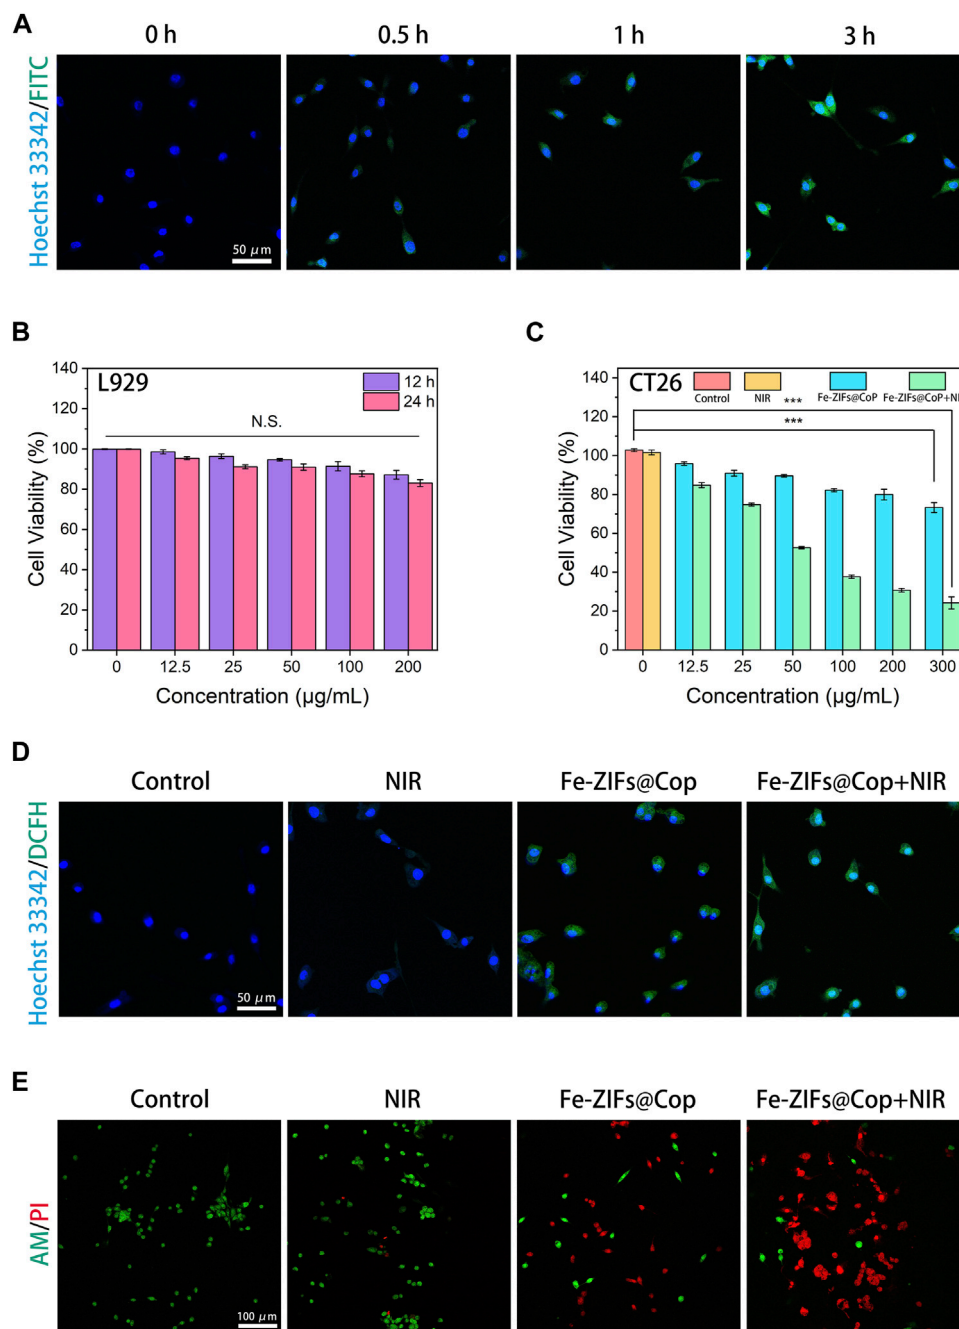 A
0 h
0.5 h
1 h
3 h
Hoechst 33342/FITC
50 μm
B
L929
12 h
24 h
N.S.
Cell Viability (%)
140
120
100
80
60
40
20
0
0 12.5 25 50 100 200
Concentration (μg/mL)
C
CT26
Control
NIR
Fe-ZIFs@CoP
Fe-ZIFs@CoP+NI
***
***
Cell Viability (%)
140
120
100
80
60
40
20
0
0 12.5 25 50 100 200 300
Concentration (μg/mL)
D
Control
NIR
Fe-ZIFs@Cop
Fe-ZIFs@Cop+NIR
Hoechst 33342/DCFH
50 μm
E
Control
NIR
Fe-ZIFs@Cop
Fe-ZIFs@Cop+NIR
AM/PI
100 μm